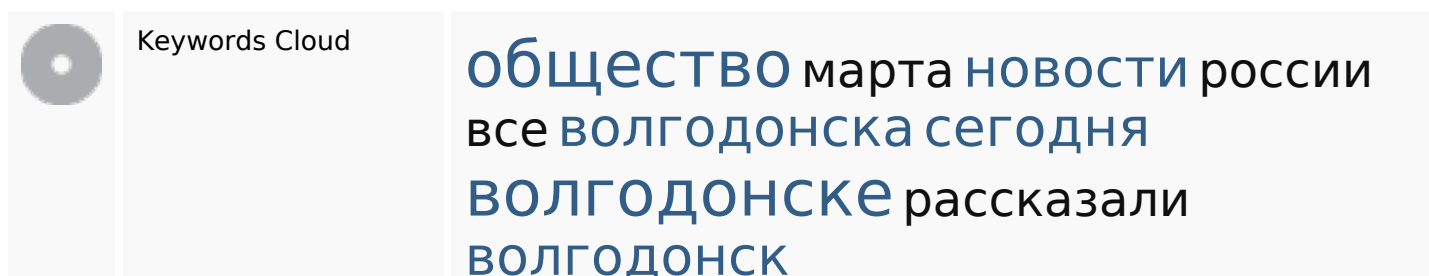 Keywords Cloud
общество марта новости россии
все волгодонска сегодня
волгодонске рассказали
волгодонск